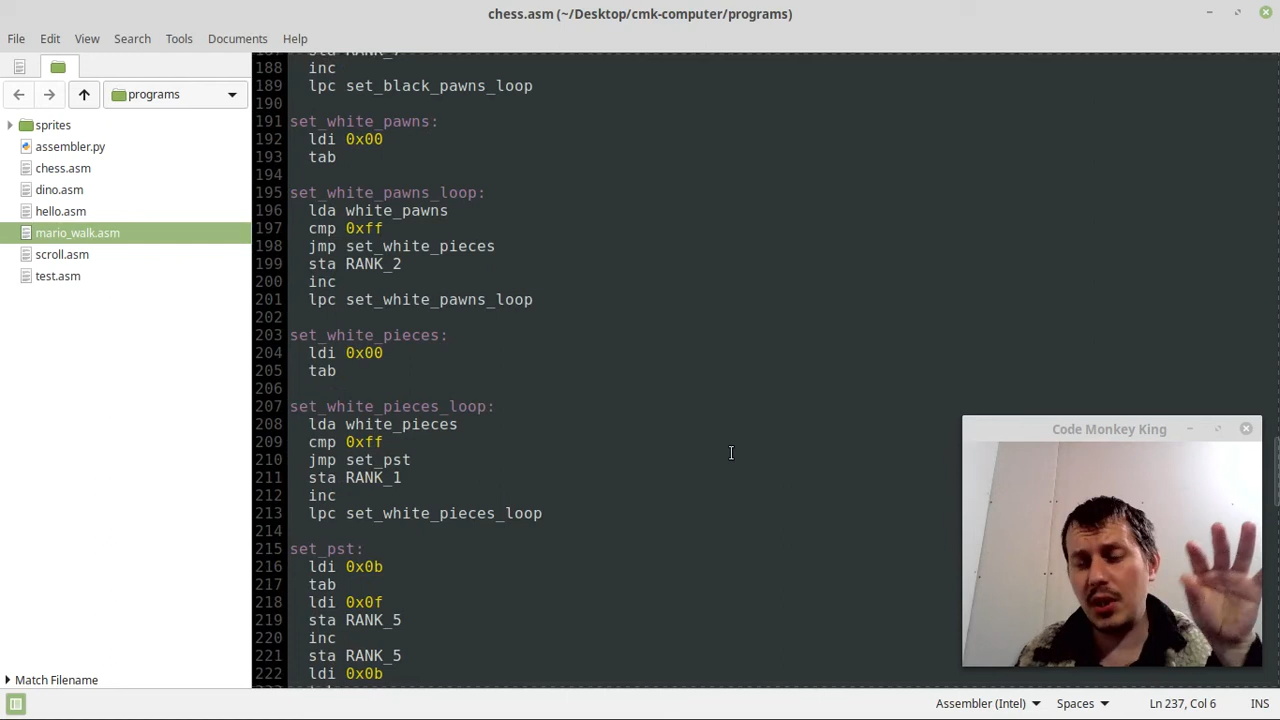 chess.asm (~/Desktop/cmk-computer/programs)
File Edit View Search Tools Documents Help
programs
sprites
assembler.py
chess.asm
dino.asm
hello.asm
mario_walk.asm
scroll.asm
test.asm
Match Filename
188 inc
189 lpc set_black_pawns_loop
190
191 set_white_pawns:
192 ldi 0x00
193 tab
194
195 set_white_pawns_loop:
196 lda white_pawns
197 cmp 0xff
198 jmp set_white_pieces
199 sta RANK_2
200 inc
201 lpc set_white_pawns_loop
202
203 set_white_pieces:
204 ldi 0x00
205 tab
206
207 set_white_pieces_loop:
208 lda white_pieces
209 cmp 0xff
210 jmp set_pst
211 sta RANK_1
212 inc
213 lpc set_white_pieces_loop
214
215 set_pst:
216 ldi 0x0b
217 tab
218 ldi 0x0f
219 sta RANK_5
220 inc
221 sta RANK_5
222 ldi 0x0b
Code Monkey King
Assembler (Intel) Spaces Ln 237, Col 6 INS